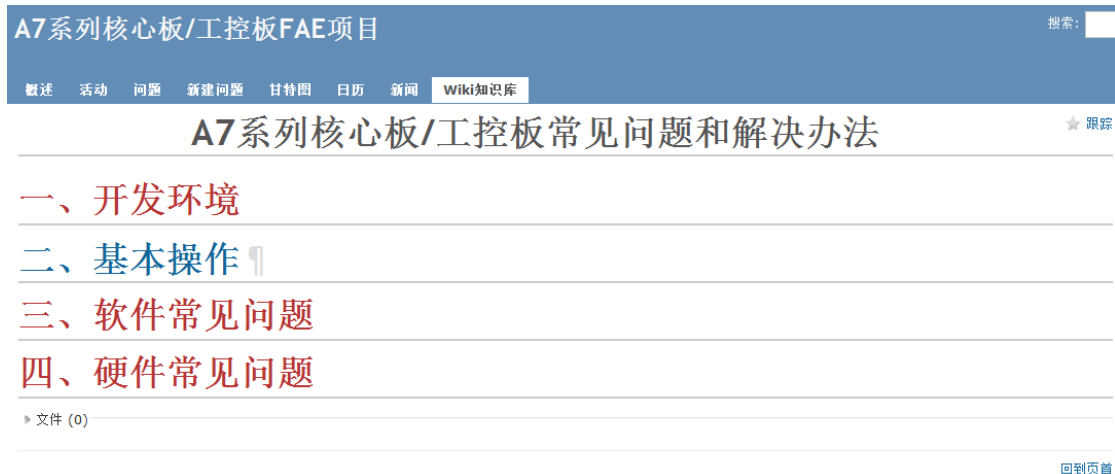 A7系列核心板/工控板FAE项目
搜索:
概述 活动 问题 新建问题 甘特图 日历 新闻 Wiki知识库
A7系列核心板/工控板常见问题和解决办法
跟踪
一、开发环境
二、基本操作¶
三、软件常见问题
四、硬件常见问题
文件 (0)
回到页首